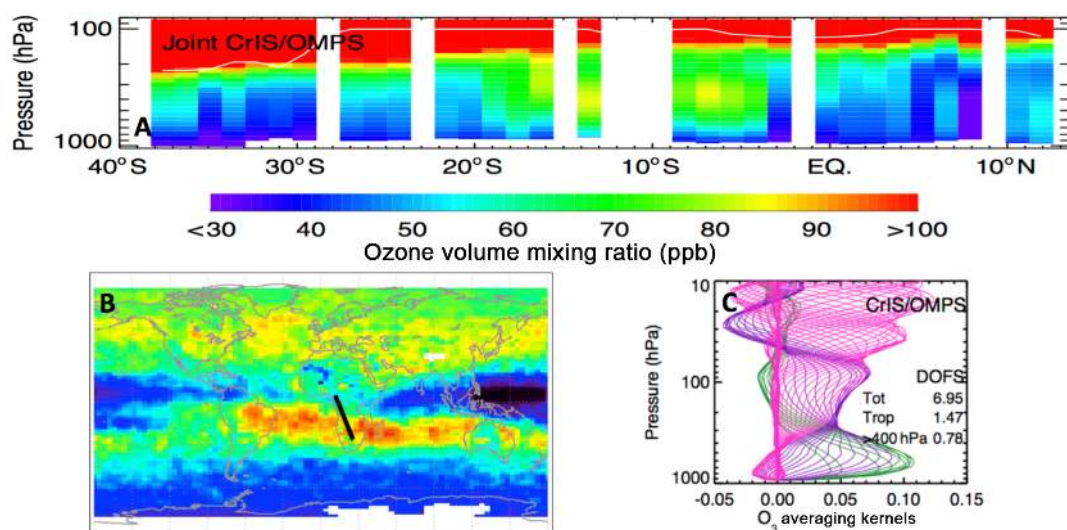 Pressure (hPa)
100
1000
Joint CrIS/OMPS
A
40°S 30°S 20°S 10°S EQ. 10°N
<30 40 50 60 70 80 90 >100
Ozone volume mixing ratio (ppb)
B
C
CrIS/OMPS
Pressure (hPa)
10
100
1000
DOFS
Tot 6.95
Trop 1.47
>400 hPa 0.78
-0.05 0.00 0.05 0.10 0.15
O₃ averaging kernels